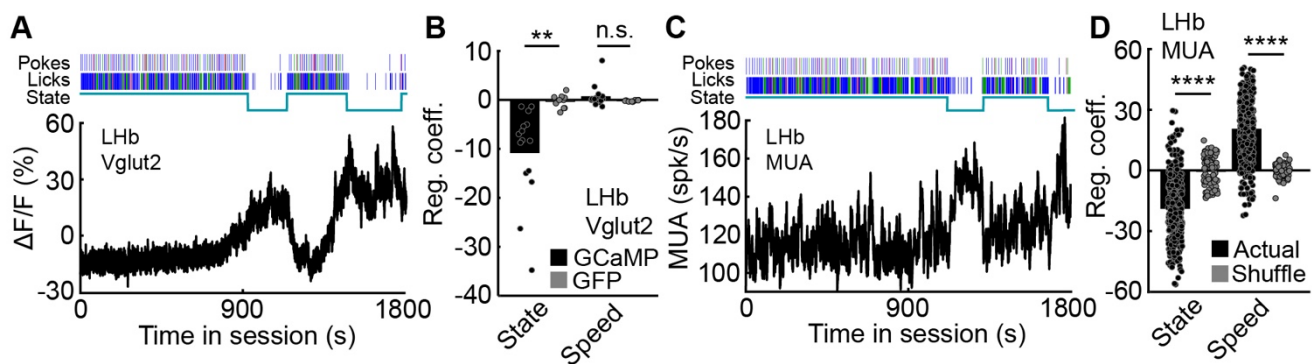 A
Pokes
Licks
State
60
30
0
-30
ΔF/F (%)
LHb
Vglut2
0
900
1800
Time in session (s)
B
**
n.s.
10
0
-10
-20
-30
-40
Reg. coeff.
LHb
Vglut2
GCaMP
GFP
State
Speed
C
Pokes
Licks
State
180
160
140
120
100
MUA (spk/s)
LHb
MUA
0
900
1800
Time in session (s)
D
LHb
MUA
****
****
60
30
0
-30
-60
Reg. coeff.
Actual
Shuffle
State
Speed